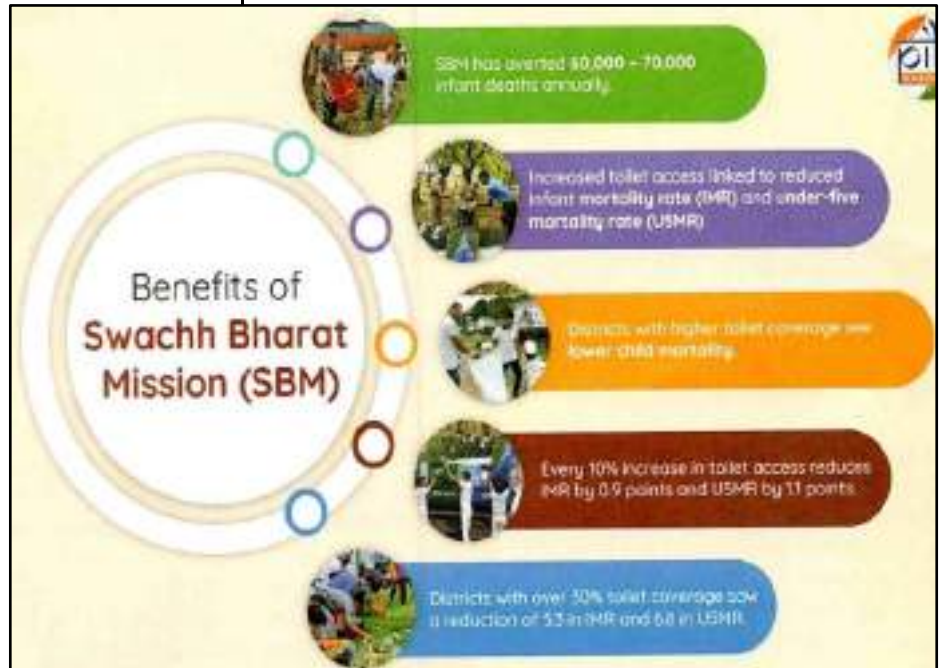 Benefits of
Swachh Bharat
Mission (SBM)
SBM has averted 60,000 – 70,000
infant deaths annually.
Increased toilet access linked to reduced
infant mortality rate (IMR) and under-five
mortality rate (U5MR)
Districts with higher toilet coverage see
lower child mortality.
Every 10% increase in toilet access reduces
IMR by 0.9 points and U5MR by 1.1 points.
Districts with over 30% toilet coverage saw
a reduction of 5.3 in IMR and 6.8 in U5MR.